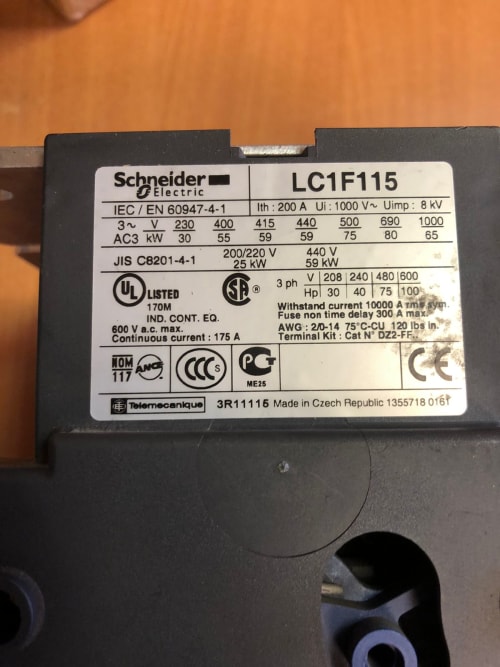 Schneider Electric
LC1F115
IEC / EN 60947-4-1
Ith : 200 A Ui : 1000 V~ Uimp : 8 kV
3~ V 230 400 415 440 500 690 1000
AC3 kW 30 55 59 59 75 80 65
JIS C8201-4-1
200/220 V 440 V
25 kW 59 kW
UL LISTED
170M
IND. CONT. EQ.
600 V a.c. max.
Continuous current : 175 A
SA ®
3 ph V 208 240 480 600
Hp 30 40 75 100
Withstand current 10000 A rms sym.
Fuse non time delay 300 A max.
AWG : 2/0-14 75°C-CU 120 lbs in.
Terminal Kit : Cat N° DZ2-FF..
NOM
117
ANCE
CCC S
PCT
ME25
CE
Telemecanique
3R11115 Made in Czech Republic 1355718 0161